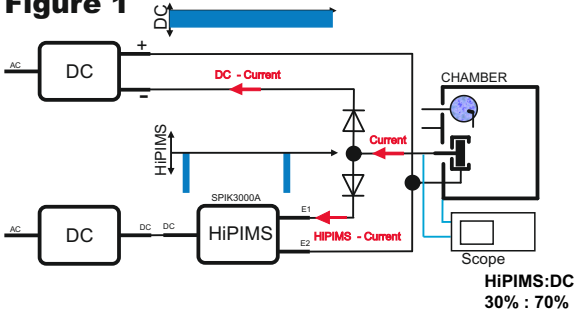 Figure 1
DC
+
AC
DC
DC - Current
-
CHAMBER
HiPIMS
Current
SPIK3000A
AC
DC
DC
DC
HiPIMS
E1
E2
HIPIMS - Current
Scope
HiPIMS:DC
30% : 70%